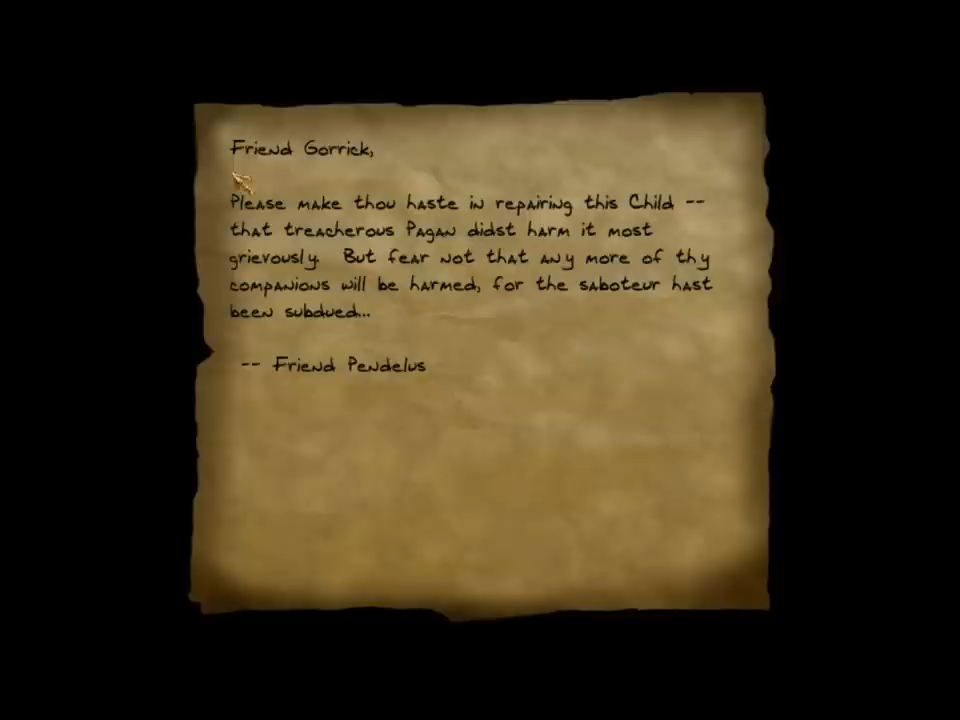 Friend Gorrick,
Please make thou haste in repairing this Child --
that treacherous Pagan didst harm it most
grievously. But fear not that any more of thy
companions will be harmed, for the saboteur hast
been subdued...
-- Friend Pendelus